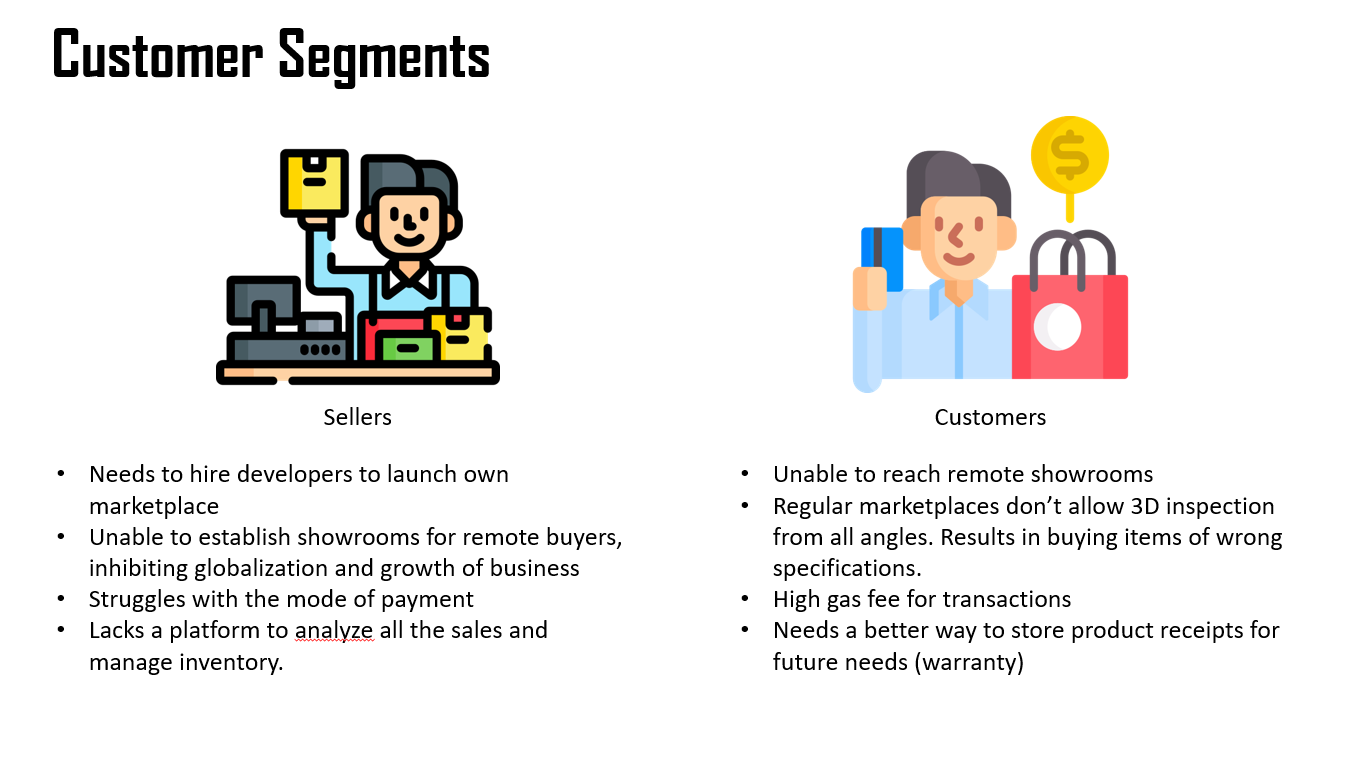 Customer Segments
Sellers
• Needs to hire developers to launch own
marketplace
• Unable to establish showrooms for remote buyers,
inhibiting globalization and growth of business
• Struggles with the mode of payment
• Lacks a platform to analyze all the sales and
manage inventory.
$
Customers
• Unable to reach remote showrooms
• Regular marketplaces don’t allow 3D inspection
from all angles. Results in buying items of wrong
specifications.
• High gas fee for transactions
• Needs a better way to store product receipts for
future needs (warranty)